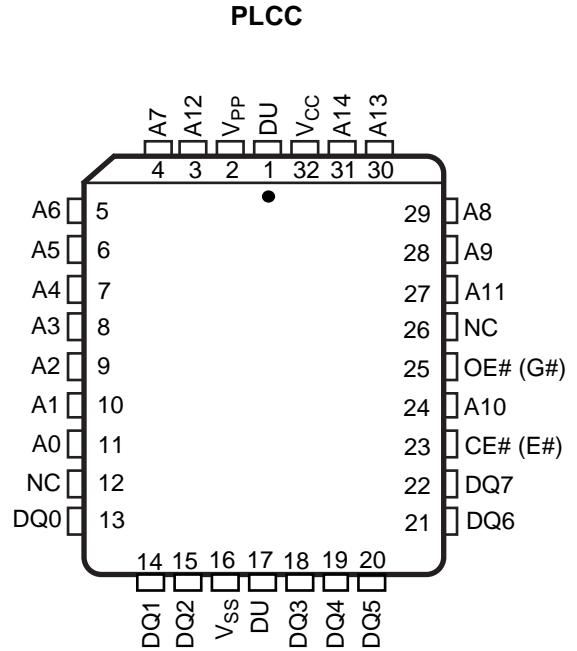 PLCC
A7 A12 VPP DU VCC A14 A13
4 3 2 1 32 31 30
A6 5 29 A8
A5 6 28 A9
A4 7 27 A11
A3 8 26 NC
A2 9 25 OE# (G#)
A1 10 24 A10
A0 11 23 CE# (E#)
NC 12 22 DQ7
DQ0 13 21 DQ6
14 15 16 17 18 19 20
DQ1 DQ2 VSS DU DQ3 DQ4 DQ5